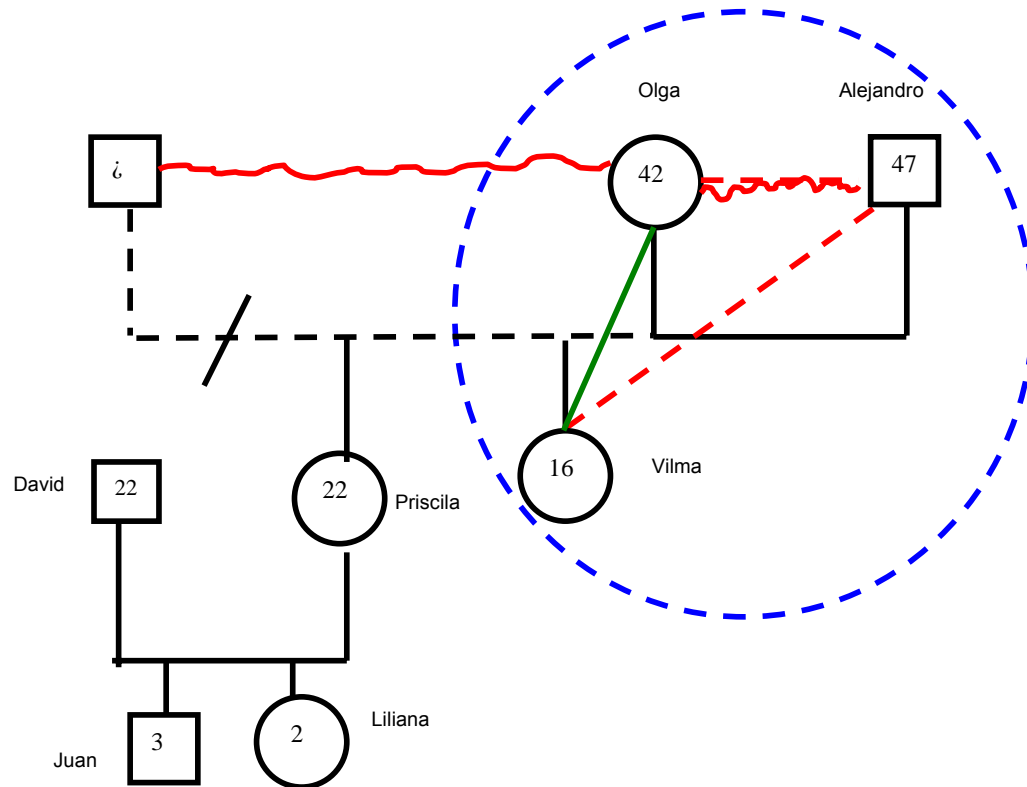 Olga
Alejandro
¿
42
47
David
22
22
Priscila
16
Vilma
Juan
3
2
Liliana